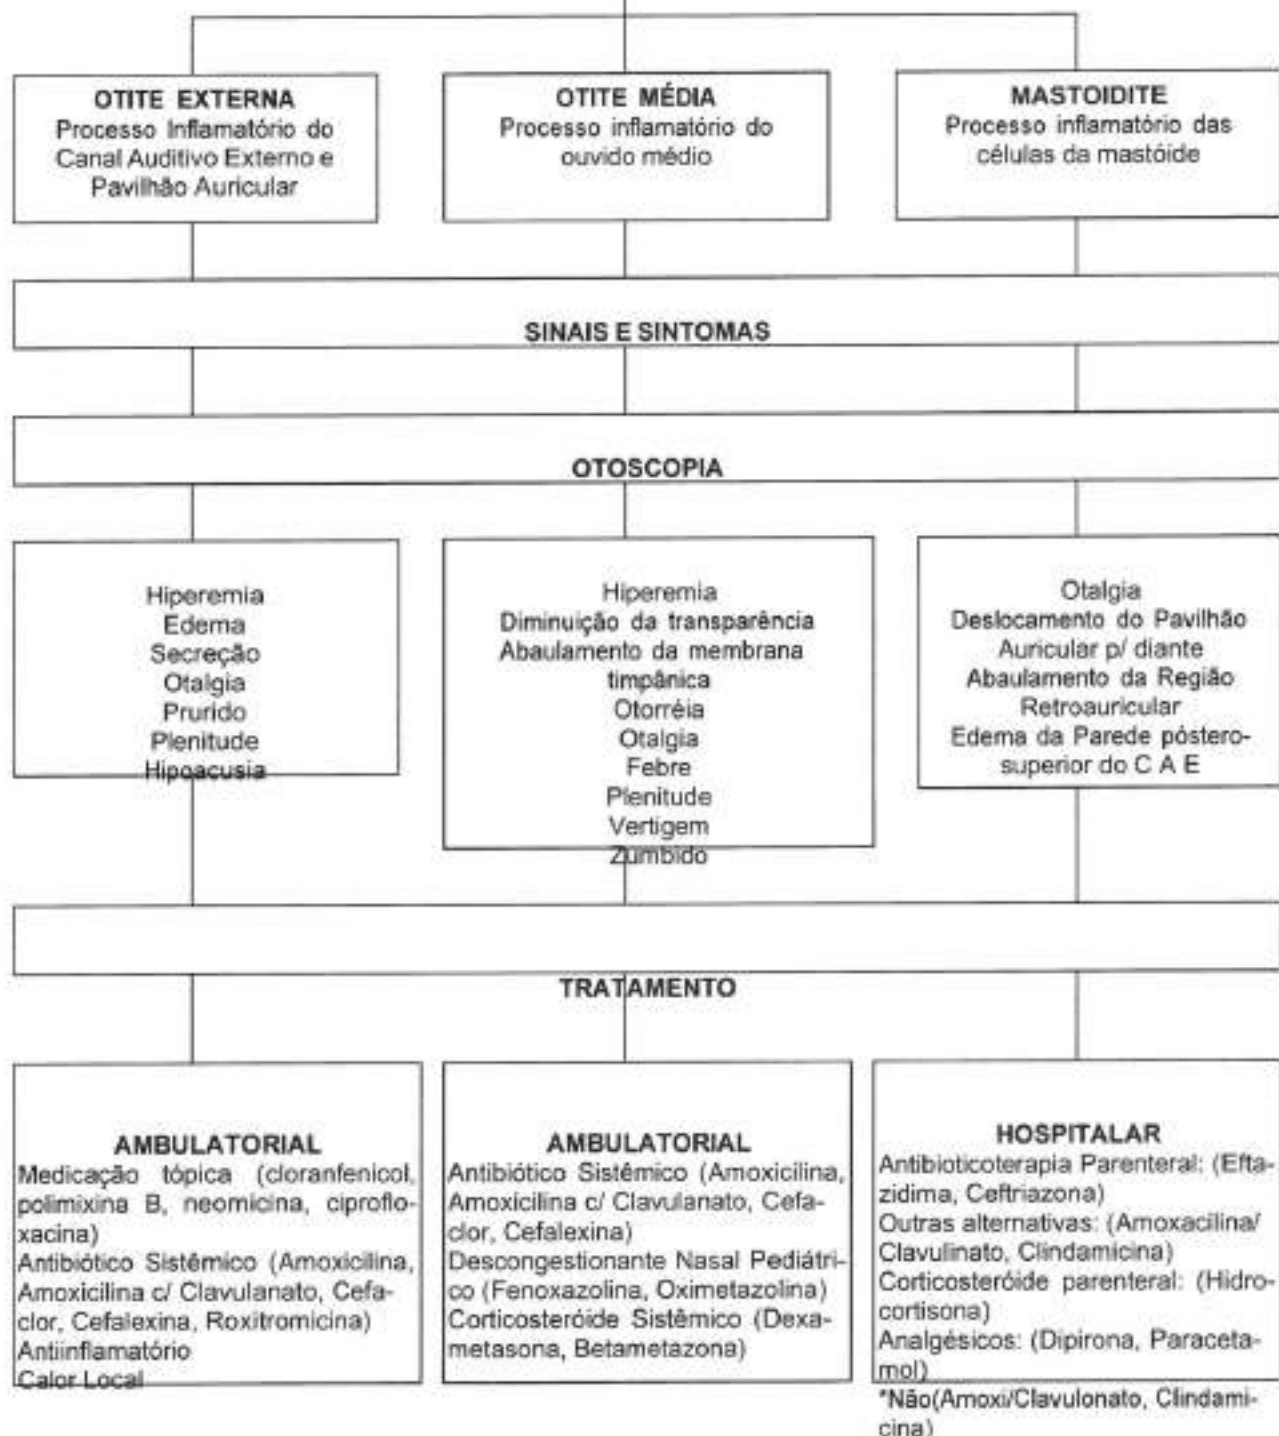 OTITE EXTERNA
Processo Inflamatório do
Canal Auditivo Externo e
Pavilhão Auricular
OTITE MÉDIA
Processo inflamatório do
ouvido médio
MASTOIDITE
Processo inflamatório das
células da mastóide
SINAIS E SINTOMAS
OTOSCOPIA
Hiperemia
Edema
Secreção
Otalgia
Prurido
Plenitude
Hipoacusia
Hiperemia
Diminuição da transparência
Abaulamento da membrana
timpânica
Otorréia
Otalgia
Febre
Plenitude
Vertigem
Zumbido
Otalgia
Deslocamento do Pavilhão
Auricular p/ diante
Abaulamento da Região
Retroauricular
Edema da Parede póstero-
superior do C A E
TRATAMENTO
AMBULATORIAL
Medicação tópica (cloranfenicol,
polimixina B, neomicina, ciproflo-
xacina)
Antibiótico Sistêmico (Amoxicilina,
Amoxicilina c/ Clavulanato, Cefa-
clor, Cefalexina, Roxitromicina)
Antiinflamatório
Calor Local
AMBULATORIAL
Antibiótico Sistêmico (Amoxicilina,
Amoxicilina c/ Clavulanato, Cefa-
clor, Cefalexina)
Descongestionante Nasal Pediátri-
co (Fenoxazolina, Oximetazolina)
Corticosteróide Sistêmico (Dexa-
metasona, Betametazona)
HOSPITALAR
Antibioticoterapia Parenteral: (Efta-
zidima, Ceftriazona)
Outras alternativas: (Amoxacilina/
Clavulinato, Clindamicina)
Corticosteróide parenteral: (Hidro-
cortisona)
Analgésicos: (Dipirona, Paraceta-
mol)
*Não(Amoxi/Clavulonato, Clindami-
cina)